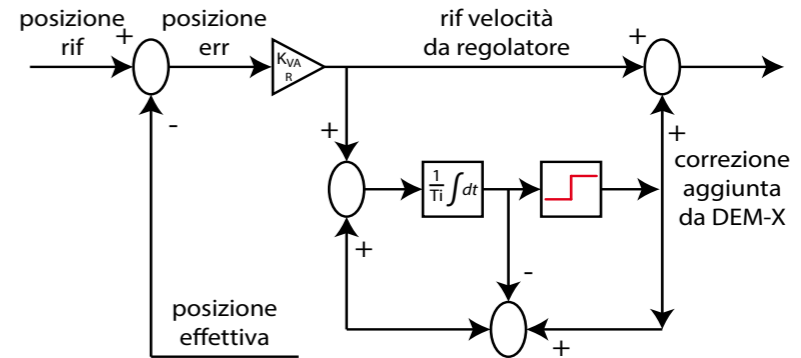 posizione
rif
posizione
err
rif velocità
da regolatore
+
+
-
K VA
R
+
+
1
Ti ∫ dt
+
-
+
correzione
aggiunta
da DEM-X
posizione
effettiva